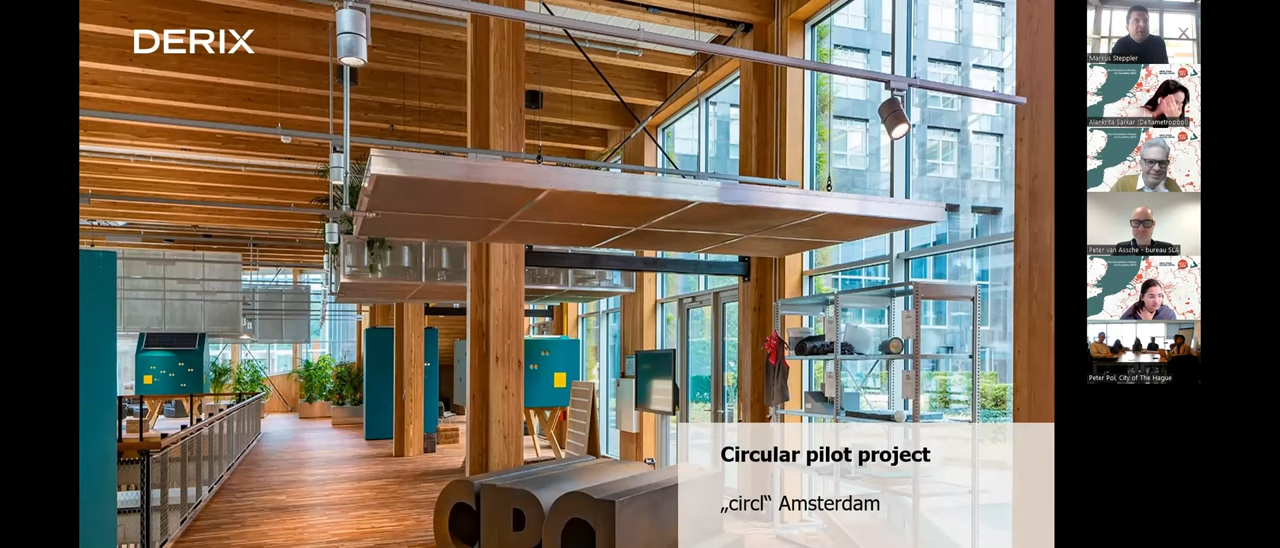 DERIX
Circular pilot project
„circl“ Amsterdam
Markus Steppler
Alankrita Sarkar (Deltametropool)
Peter van Assche - bureau SLA
Peter Pol, City of The Hague